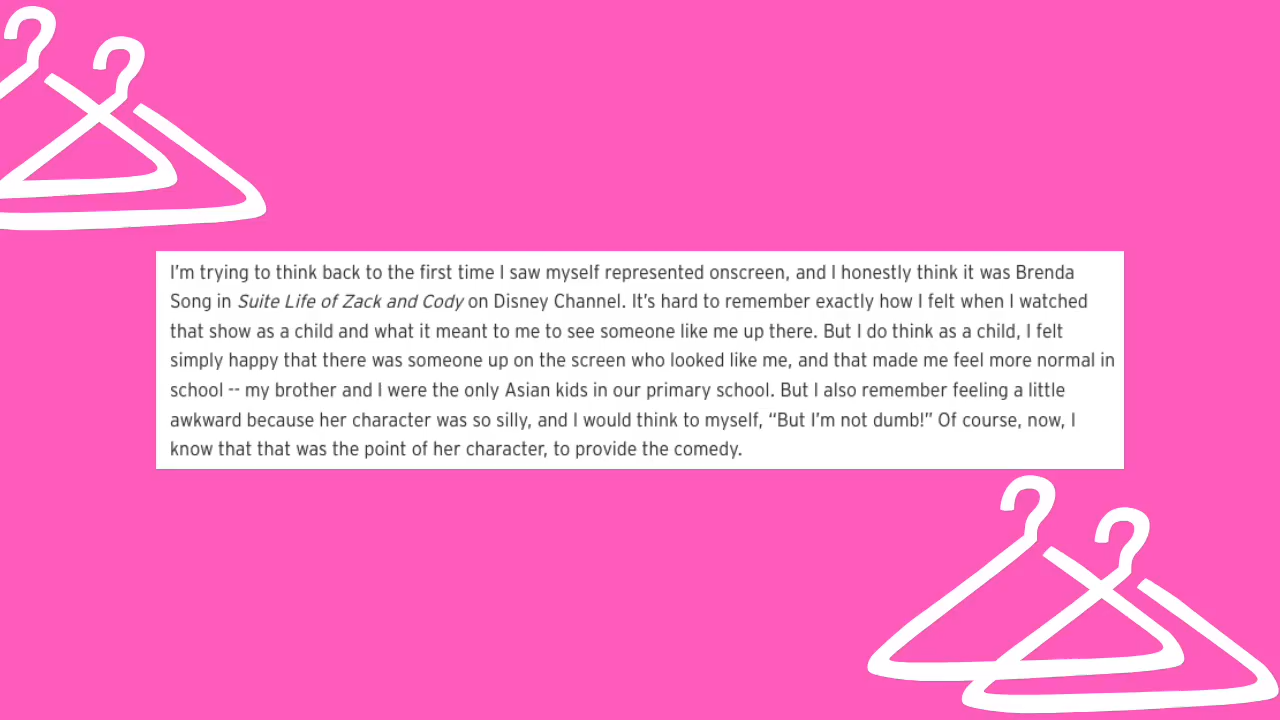 I'm trying to think back to the first time I saw myself represented onscreen, and I honestly think it was Brenda
Song in Suite Life of Zack and Cody on Disney Channel. It's hard to remember exactly how I felt when I watched
that show as a child and what it meant to me to see someone like me up there. But I do think as a child, I felt
simply happy that there was someone up on the screen who looked like me, and that made me feel more normal in
school -- my brother and I were the only Asian kids in our primary school. But I also remember feeling a little
awkward because her character was so silly, and I would think to myself, “But I'm not dumb!” Of course, now, I
know that that was the point of her character, to provide the comedy.